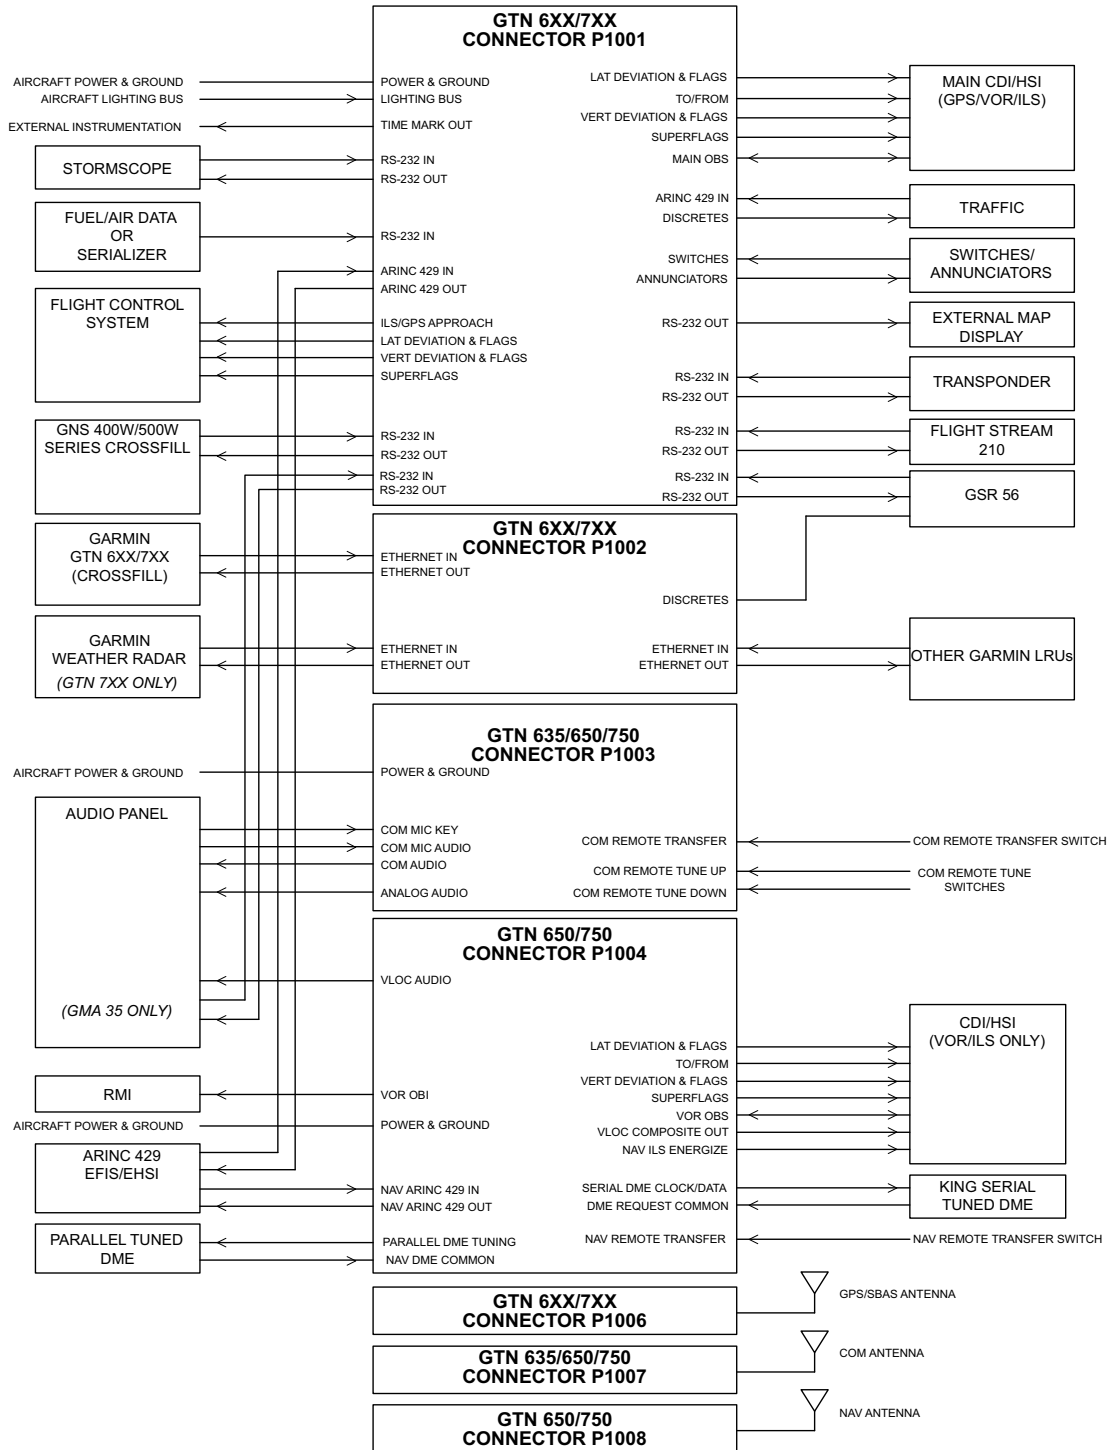 GTN 6XX/7XX
CONNECTOR P1001
AIRCRAFT POWER & GROUND
POWER & GROUND
AIRCRAFT LIGHTING BUS
LIGHTING BUS
EXTERNAL INSTRUMENTATION
TIME MARK OUT
STORMSCOPE
RS-232 IN
RS-232 OUT
FUEL/AIR DATA
OR
SERIALIZER
RS-232 IN
ARINC 429 IN
ARINC 429 OUT
FLIGHT CONTROL
SYSTEM
ILS/GPS APPROACH
LAT DEVIATION & FLAGS
VERT DEVIATION & FLAGS
SUPERFLAGS
GNS 400W/500W
SERIES CROSSFILL
RS-232 IN
RS-232 OUT
RS-232 IN
RS-232 OUT
LAT DEVIATION & FLAGS
TO/FROM
VERT DEVIATION & FLAGS
SUPERFLAGS
MAIN OBS
MAIN CDI/HSI
(GPS/VOR/ILS)
ARINC 429 IN
DISCRETES
TRAFFIC
SWITCHES
ANNUNCIATORS
SWITCHES/
ANNUNCIATORS
RS-232 OUT
EXTERNAL MAP
DISPLAY
RS-232 IN
RS-232 OUT
TRANSPONDER
RS-232 IN
RS-232 OUT
FLIGHT STREAM
210
RS-232 IN
RS-232 OUT
GSR 56
GTN 6XX/7XX
CONNECTOR P1002
GARMIN
GTN 6XX/7XX
(CROSSFILL)
ETHERNET IN
ETHERNET OUT
DISCRETES
GARMIN
WEATHER RADAR
(GTN 7XX ONLY)
ETHERNET IN
ETHERNET OUT
ETHERNET IN
ETHERNET OUT
OTHER GARMIN LRUs
GTN 635/650/750
CONNECTOR P1003
AIRCRAFT POWER & GROUND
POWER & GROUND
AUDIO PANEL
COM MIC KEY
COM MIC AUDIO
COM AUDIO
ANALOG AUDIO
COM REMOTE TRANSFER
COM REMOTE TRANSFER SWITCH
COM REMOTE TUNE UP
COM REMOTE TUNE DOWN
COM REMOTE TUNE
SWITCHES
GTN 650/750
CONNECTOR P1004
VLOC AUDIO
(GMA 35 ONLY)
RMI
VOR OBI
AIRCRAFT POWER & GROUND
POWER & GROUND
ARINC 429
EFIS/EHSI
NAV ARINC 429 IN
NAV ARINC 429 OUT
PARALLEL TUNED
DME
PARALLEL DME TUNING
NAV DME COMMON
LAT DEVIATION & FLAGS
TO/FROM
VERT DEVIATION & FLAGS
SUPERFLAGS
VOR OBS
VLOC COMPOSITE OUT
NAV ILS ENERGIZE
CDI/HSI
(VOR/ILS ONLY)
SERIAL DME CLOCK/DATA
DME REQUEST COMMON
KING SERIAL
TUNED DME
NAV REMOTE TRANSFER
NAV REMOTE TRANSFER SWITCH
GTN 6XX/7XX
CONNECTOR P1006
GPS/SBAS ANTENNA
GTN 635/650/750
CONNECTOR P1007
COM ANTENNA
GTN 650/750
CONNECTOR P1008
NAV ANTENNA